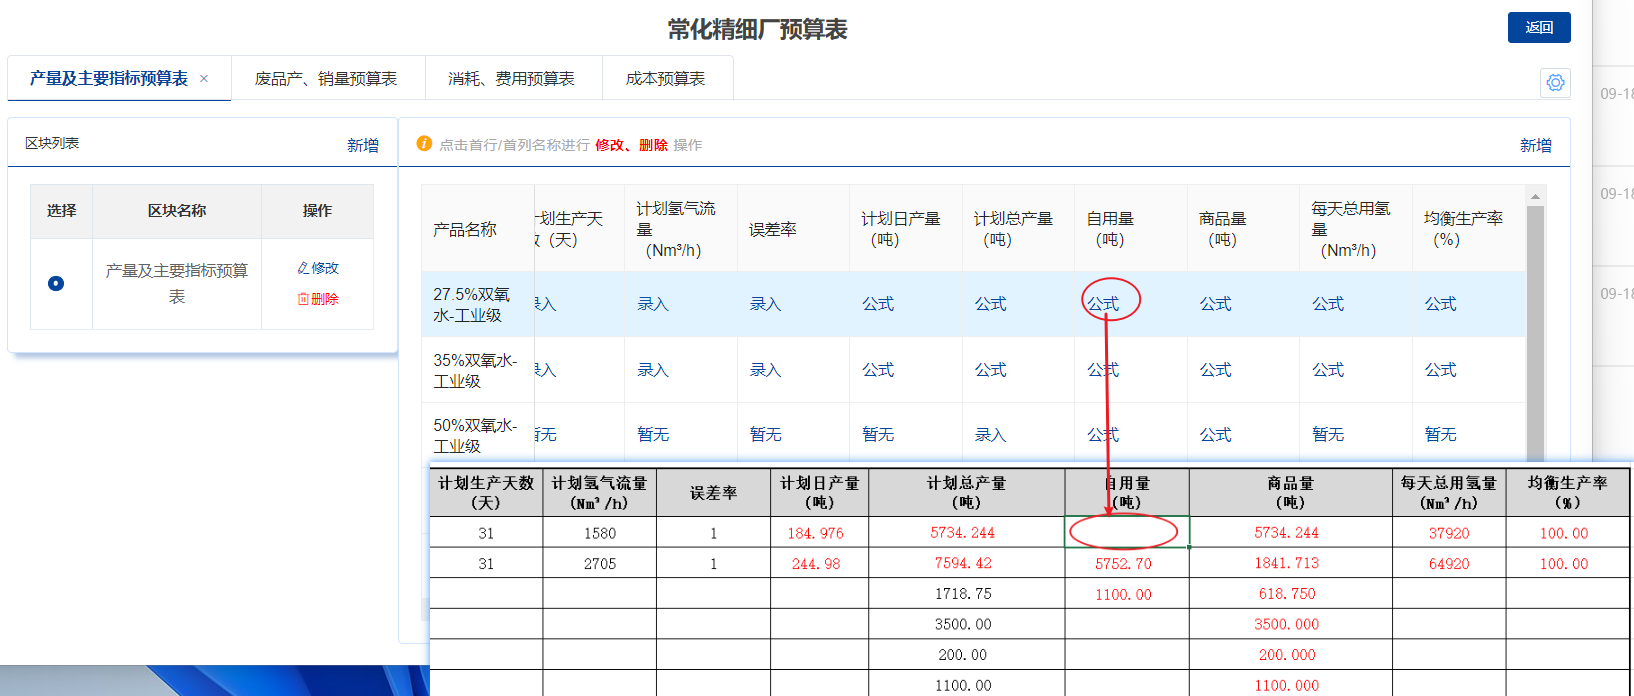 常化精细厂预算表
返回
产量及主要指标预算表 ×
废品产、销量预算表
消耗、费用预算表
成本预算表
区块列表
新增
点击首行/首列名称进行 修改、删除 操作
新增
选择 区块名称 操作
产量及主要指标预算
表
修改
删除
产品名称
划生产天
(天)
计划氢气流
量
(Nm³/h)
误差率
计划日产量
(吨)
计划总产量
(吨)
自用量
(吨)
商品量
(吨)
每天总用氢
量
(Nm³/h)
均衡生产率
(%)
27.5%双氧
水-工业级
录入 录入 录入 公式 公式 公式 公式 公式 公式
35%双氧水-
工业级
录入 录入 录入 公式 公式 公式 公式 公式 公式
50%双氧水-
工业级
暂无 暂无 暂无 暂无 录入 公式 公式 暂无 暂无
计划生产天数
(天)
计划氢气流量
(Nm³/h)
误差率
计划日产量
(吨)
计划总产量
(吨)
自用量
(吨)
商品量
(吨)
每天总用氢量
(Nm³/h)
均衡生产率
(%)
31 1580 1 184.976 5734.244 5734.244 37920 100.00
31 2705 1 244.98 7594.42 5752.70 1841.713 64920 100.00
1718.75 1100.00 618.750
3500.00 3500.000
200.00 200.000
1100.00 1100.000
09-18
09-18
09-18